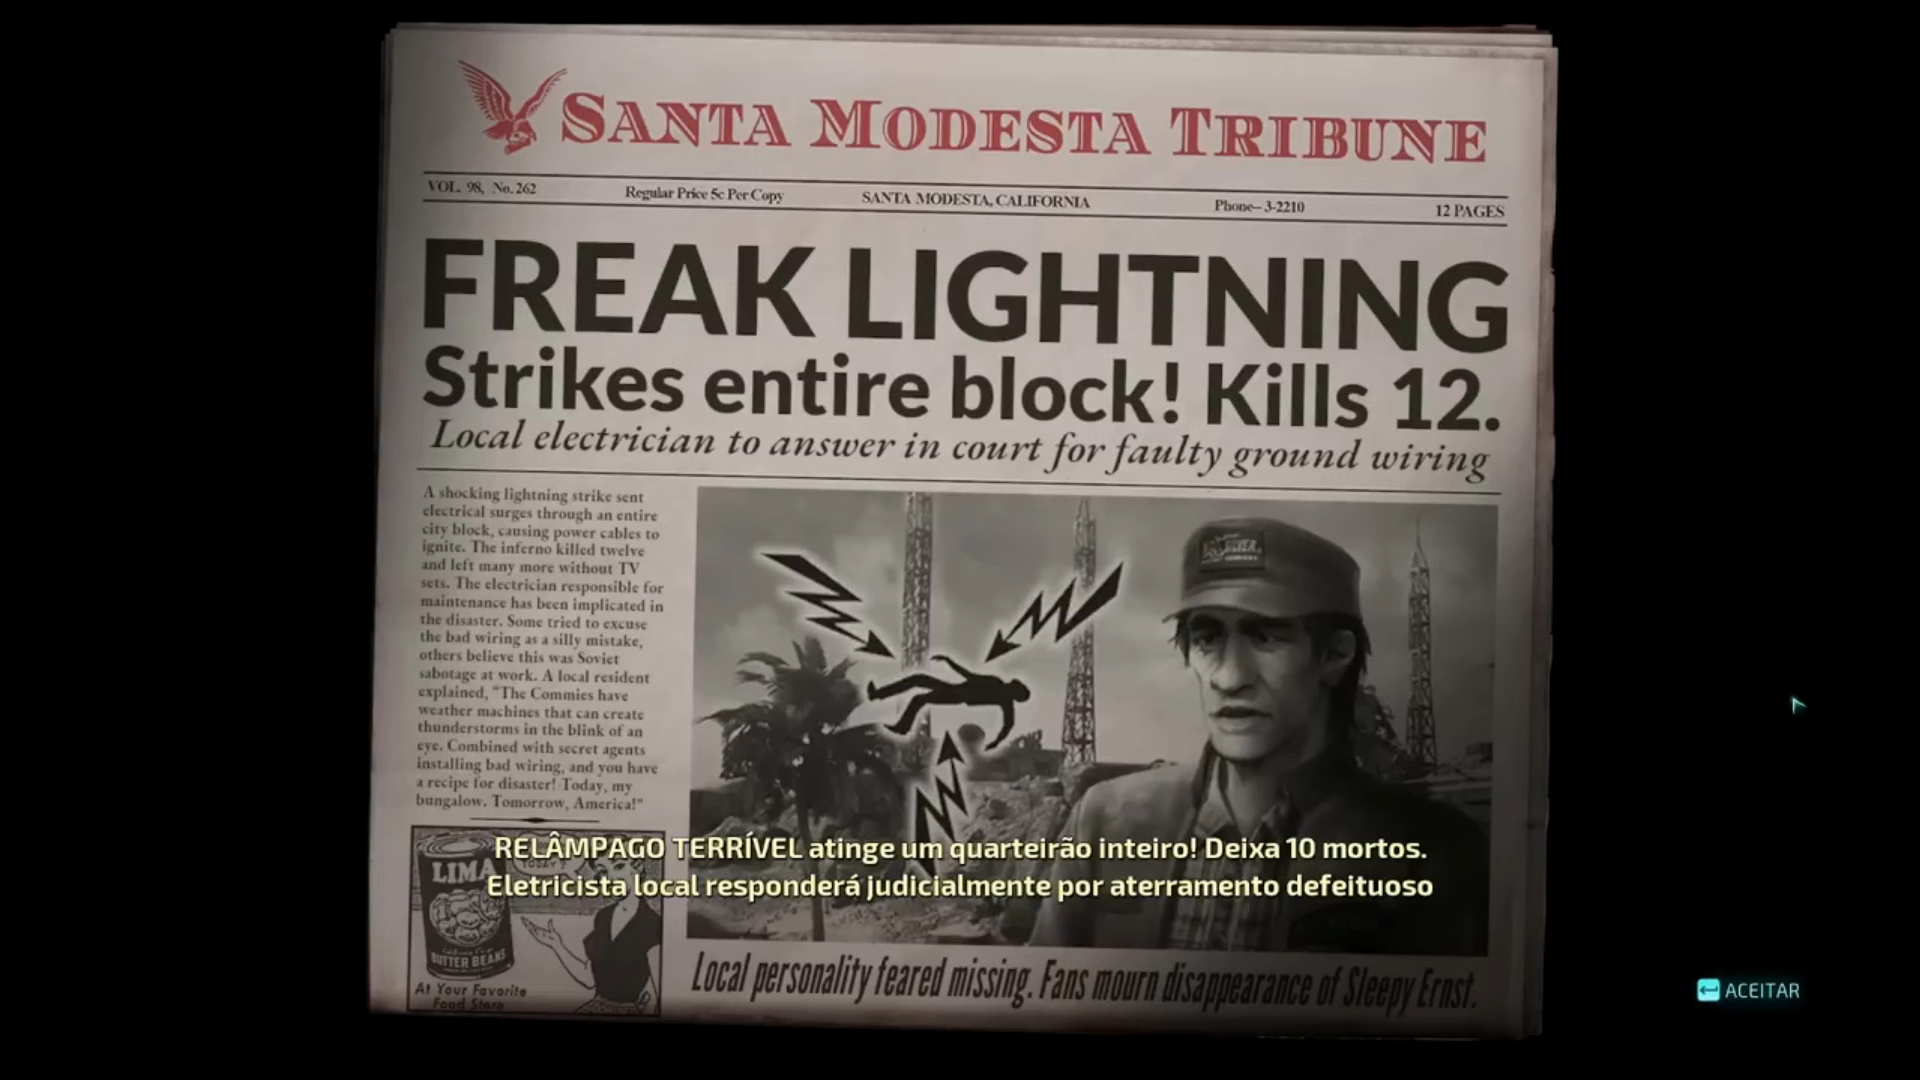 SANTA MODESTA TRIBUNE
VOL. 98, No. 262 Regular Price 5c Per Copy SANTA MODESTA, CALIFORNIA Phone–3-2210 12 PAGES
FREAK LIGHTNING
Strikes entire block! Kills 12.
Local electrician to answer in court for faulty ground wiring
A shocking lightning strike sent
electrical surges through an entire
city block, causing power cables to
ignite. The inferno killed twelve
and left many more without TV
sets. The electrician responsible for
maintenance has been implicated in
the disaster. Some tried to excuse
the bad wiring as a silly mistake,
others believe this was Soviet
sabotage at work. A local resident
explained, "The Commies have
weather machines that can create
thunderstorms in the blink of an
eye. Combined with secret agents
installing bad wiring, and you have
a recipe for disaster! Today, my
bungalow. Tomorrow, America!"
LIMA
BUTTER BEANS
At Your Favorite
Food Store
RELÂMPAGO TERRÍVEL atinge um quarteirão inteiro! Deixa 10 mortos.
Eletricista local responderá judicialmente por aterramento defeituoso
Local personality feared missing. Fans mourn disappearance of Sleepy Ernst.
ACEITAR